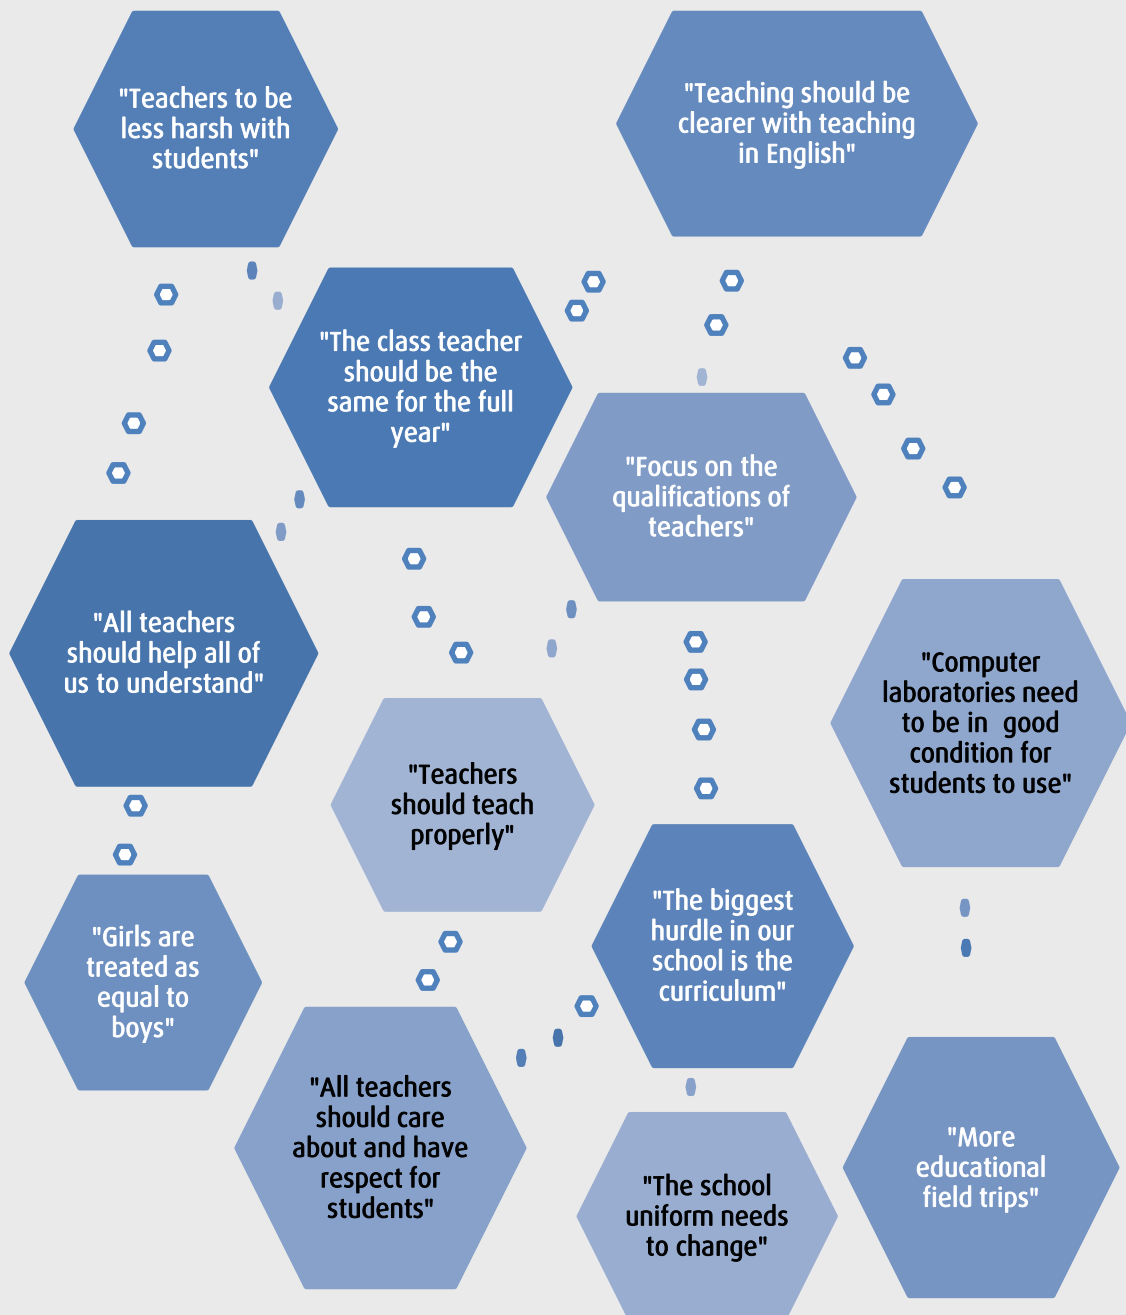 "Teachers to be
less harsh with
students"
"Teaching should be
clearer with teaching
in English"
"The class teacher
should be the
same for the full
year"
"Focus on the
qualifications of
teachers"
"All teachers
should help all of
us to understand"
"Computer
laboratories need
to be in  good
condition for
students to use"
"Teachers
should teach
properly"
"The biggest
hurdle in our
school is the
curriculum"
"Girls are
treated as
equal to
boys"
"All teachers
should care
about and have
respect for
students"
"The school
uniform needs
to change"
"More
educational
field trips"